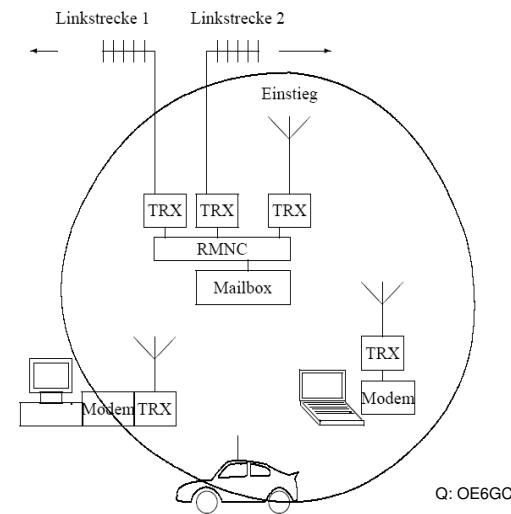 Linkstrecke 1 Linkstrecke 2
Einstieg
TRX TRX TRX
RMNC
Mailbox
TRX
Modem
Modem TRX
Q: OE6GC